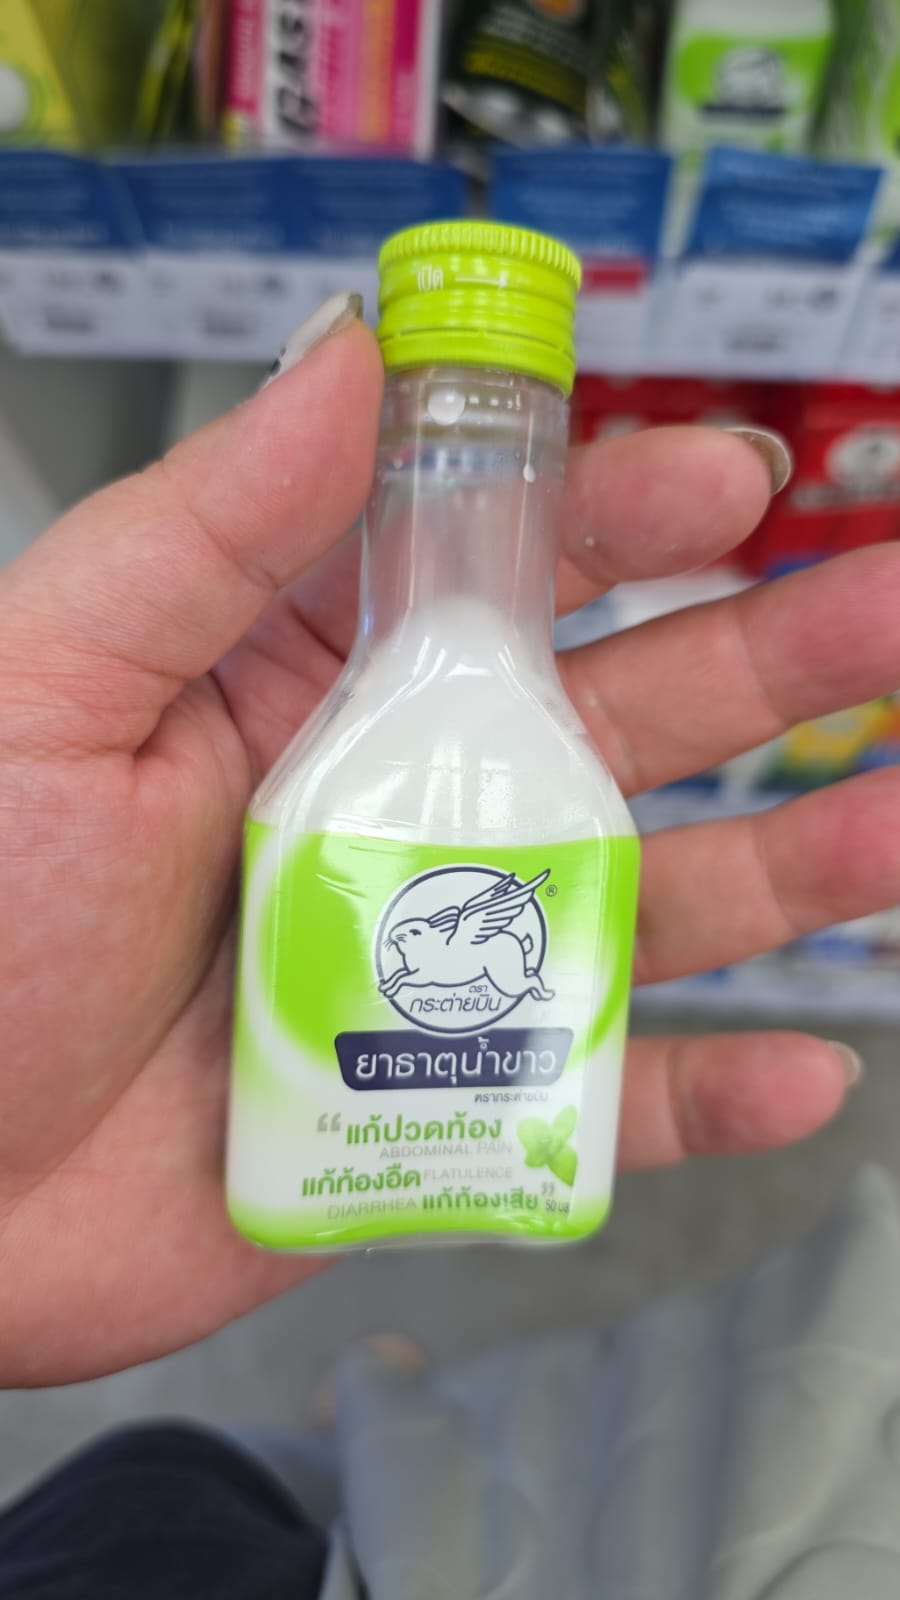 เปิด
®
ตรา
กระต่ายบิน
ยาธาตุน้ำขาว
ตรากระต่ายบิน
“แก้ปวดท้อง
ABDOMINAL PAIN
แก้ท้องอืด FLATULENCE
DIARRHEA แก้ท้องเสีย” 50 มล.
GAS